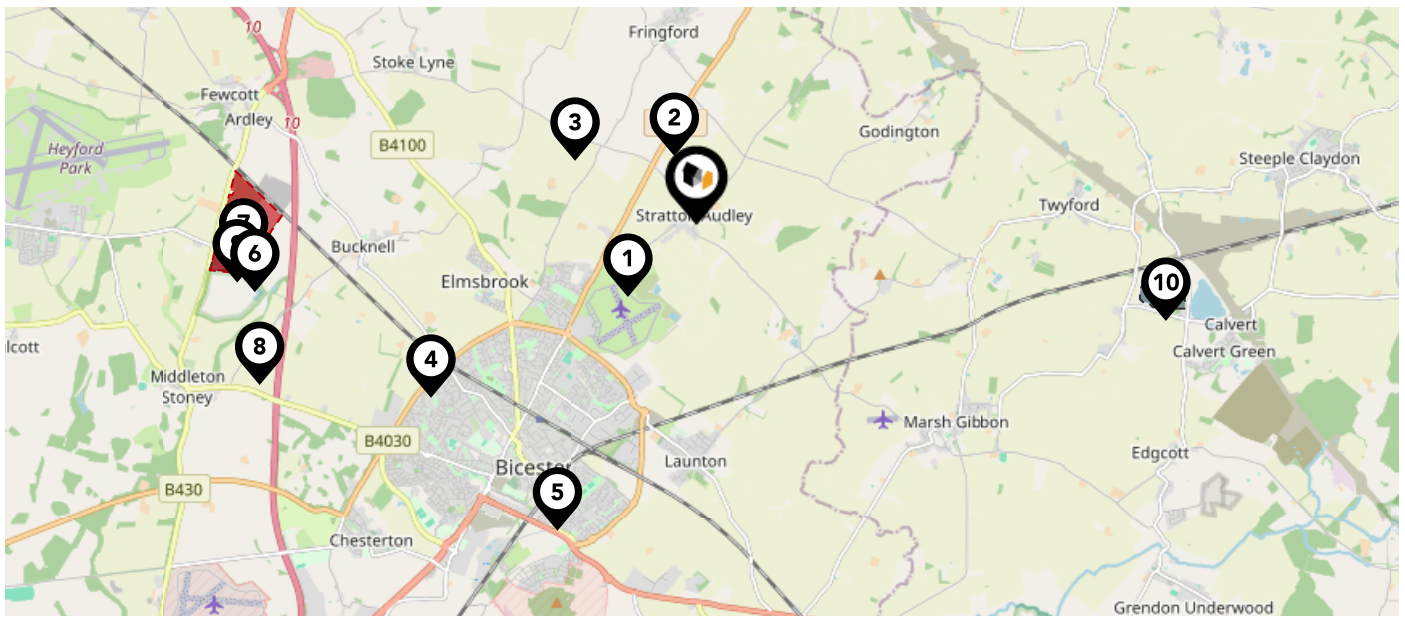 10
Fringford
Stoke Lyne
Fewcott
2
3
Ardley
10
Godington
B4100
Heyford
Park
Steeple Claydon
Twyford
Stratton Audley
7
6
Bucknell
1
Elmsbrook
10
Calvert
8
Calvert Green
4
lcott
Middleton
Stoney
Marsh Gibbon
B4030
Edgcott
Launton
Bicester
B430
5
Chesterton
Grendon Underwood